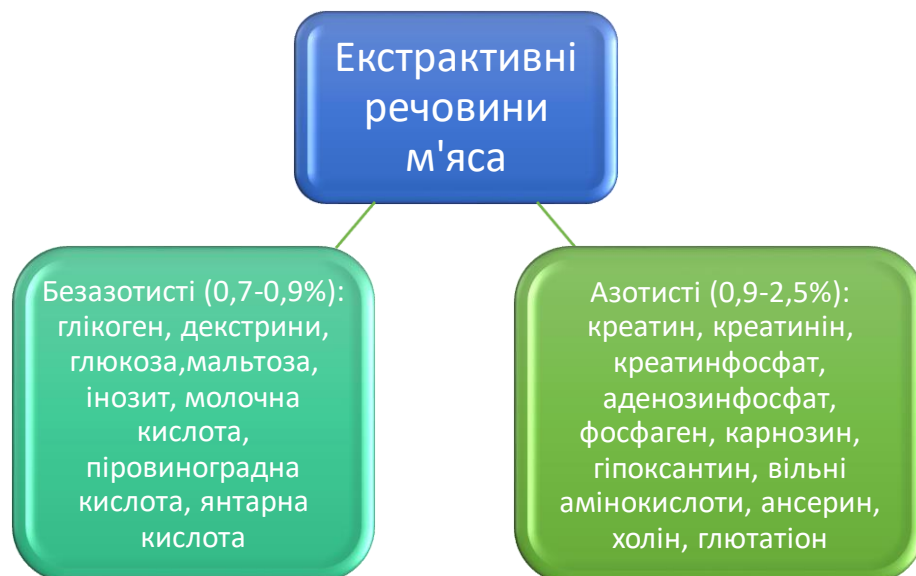 Екстрактивні
речовини
м'яса
Безазотисті (0,7-0,9%):
глікоген, декстрини,
глюкоза,мальтоза,
інозит, молочна
кислота,
піровиноградна
кислота, янтарна
кислота
Азотисті (0,9-2,5%):
креатин, креатинін,
креатинфосфат,
аденозинфосфат,
фосфаген, карнозин,
гіпоксантин, вільні
амінокислоти, ансерин,
холін, глютатіон